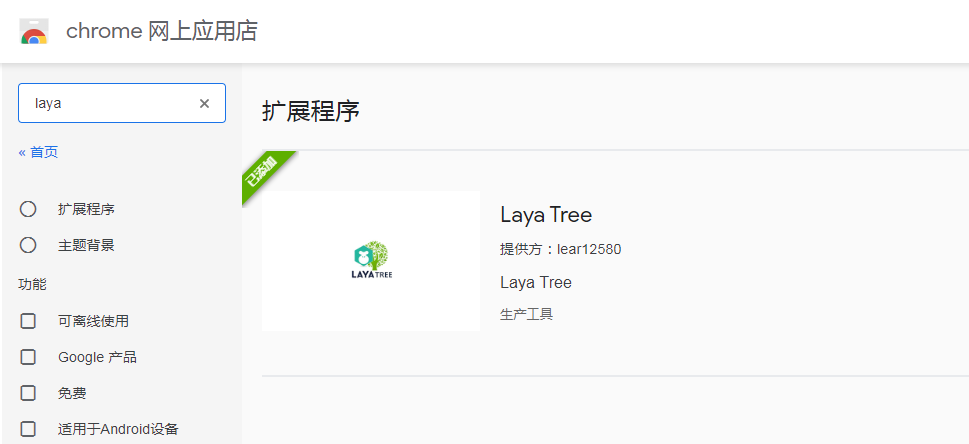 chrome 网上应用店
laya
« 首页
扩展程序
主题背景
功能
可离线使用
Google 产品
免费
适用于Android设备
扩展程序
已添加
LAYATREE
Laya Tree
提供方：lear12580
Laya Tree
生产工具